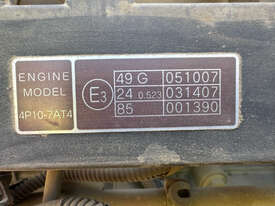 ENGINE
MODEL
4P10-7AT4
E3
49 G 051007
24 0.523 031407
85 001390